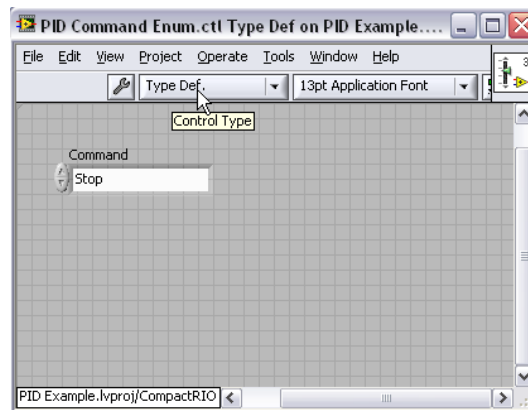 PID Command Enum.ctl Type Def on PID Example....
File Edit View Project Operate Tools Window Help
Type Def. 13pt Application Font
Control Type
Command
Stop
PID Example.lvproj/CompactRIO